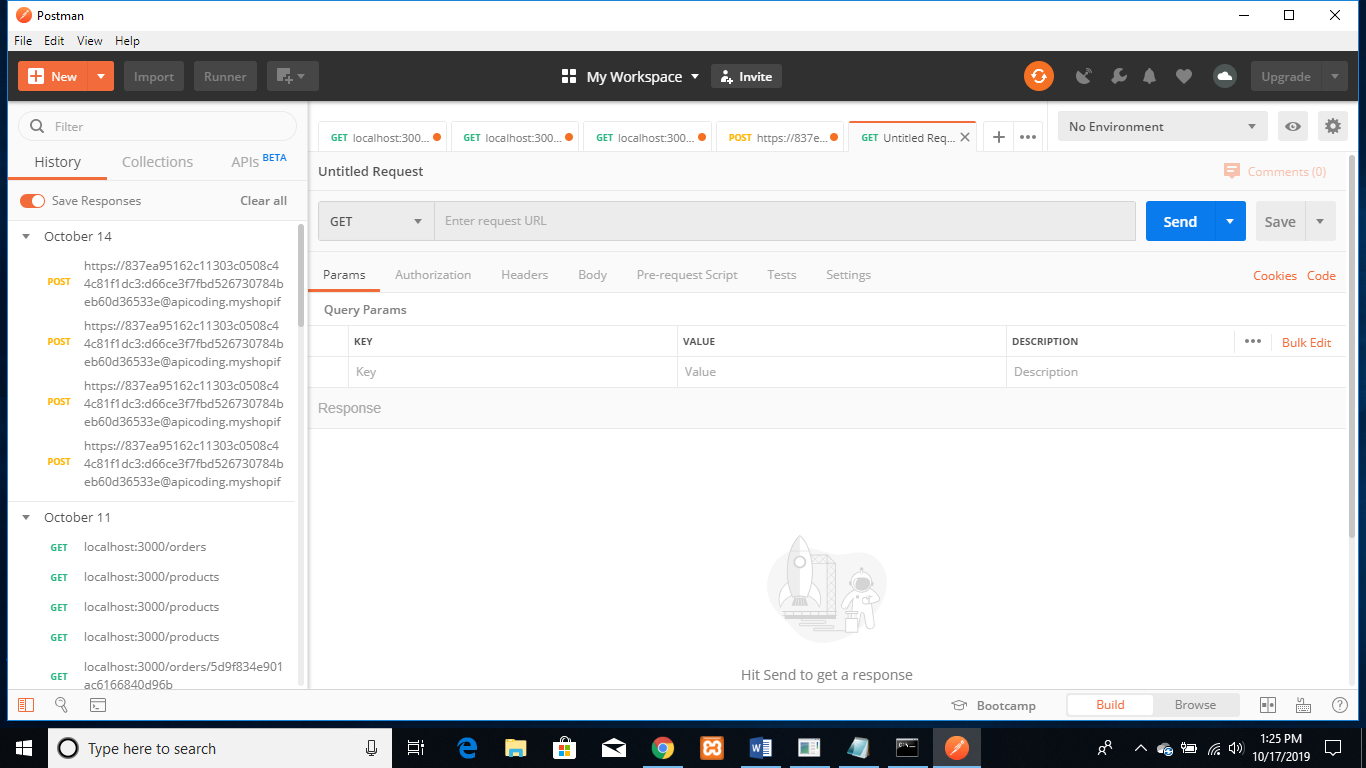 Postman
File Edit View Help
New Import Runner My Workspace Invite Upgrade
Filter
History Collections APIs BETA
Save Responses Clear all
October 14
POST https://837ea95162c11303c0508c4
4c81f1dc3:d66ce3f7fbd526730784b
eb60d36533e@apicoding.myshopif
POST https://837ea95162c11303c0508c4
4c81f1dc3:d66ce3f7fbd526730784b
eb60d36533e@apicoding.myshopif
POST https://837ea95162c11303c0508c4
4c81f1dc3:d66ce3f7fbd526730784b
eb60d36533e@apicoding.myshopif
POST https://837ea95162c11303c0508c4
4c81f1dc3:d66ce3f7fbd526730784b
eb60d36533e@apicoding.myshopif
October 11
GET localhost:3000/orders
GET localhost:3000/products
GET localhost:3000/products
GET localhost:3000/products
GET localhost:3000/orders/5d9f834e901
ac6166840d96b
GET localhost:300... GET localhost:300... GET localhost:300... POST https://837e... GET Untitled Req... No Environment
Untitled Request Comments (0)
GET Enter request URL Send Save
Params Authorization Headers Body Pre-request Script Tests Settings Cookies Code
Query Params
KEY VALUE DESCRIPTION Bulk Edit
Key Value Description
Response
Hit Send to get a response
Bootcamp Build Browse
Type here to search
1:25 PM
10/17/2019